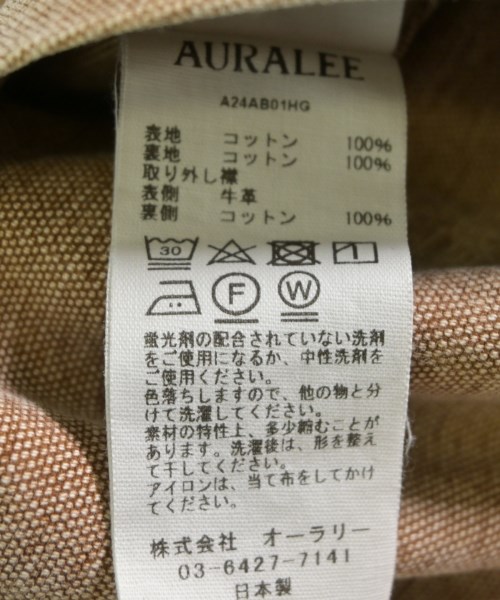 AURALEE
A24AB01HG
表地 コットン 100%
裏地 コットン 100%
取り外し襟
表側 牛革
裏側 コットン 100%
30
F W
蛍光剤の配合されていない洗剤
をご使用になるか、中性洗剤を
ご使用ください。
色落ちしますので、他の物と分
けて洗濯してください。
素材の特性上、多少縮むことが
あります。洗濯後は、形を整え
て干してください。
アイロンは、当て布をしてかけ
てください。
株式会社 オーラリー
03-6427-7141
日本製